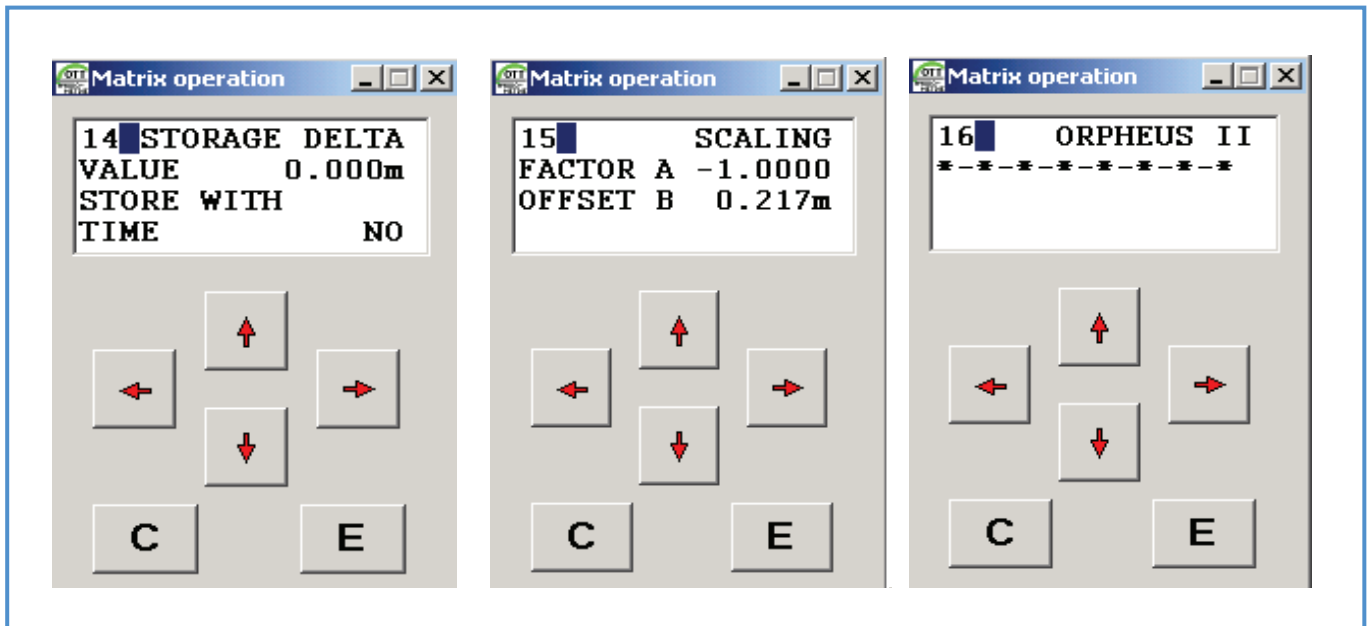 Matrix operation
14 STORAGE DELTA
VALUE 0.000m
STORE WITH
TIME NO
C E
Matrix operation
15 SCALING
FACTOR A -1.0000
OFFSET B 0.217m
C E
Matrix operation
16 ORPHEUS II
*-*-*-*-*-*-*-*
C E